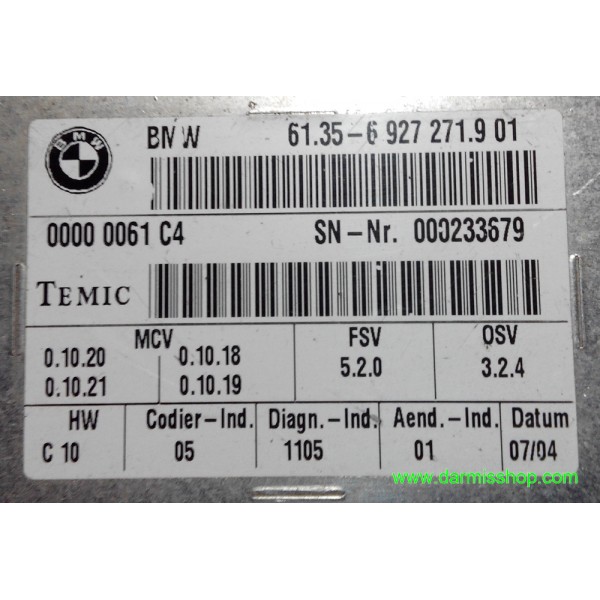 BMW 61.35-6 927 271.9 01
BMW
0000 0061 C4 SN-Nr. 000233679
TEMIC
MCV FSV OSV
0.10.20 0.10.18 5.2.0 3.2.4
0.10.21 0.10.19
HW Codier-Ind. Diagn.-Ind. Aend.-Ind. Datum
C 10 05 1105 01 07/04
www.darmisshop.com